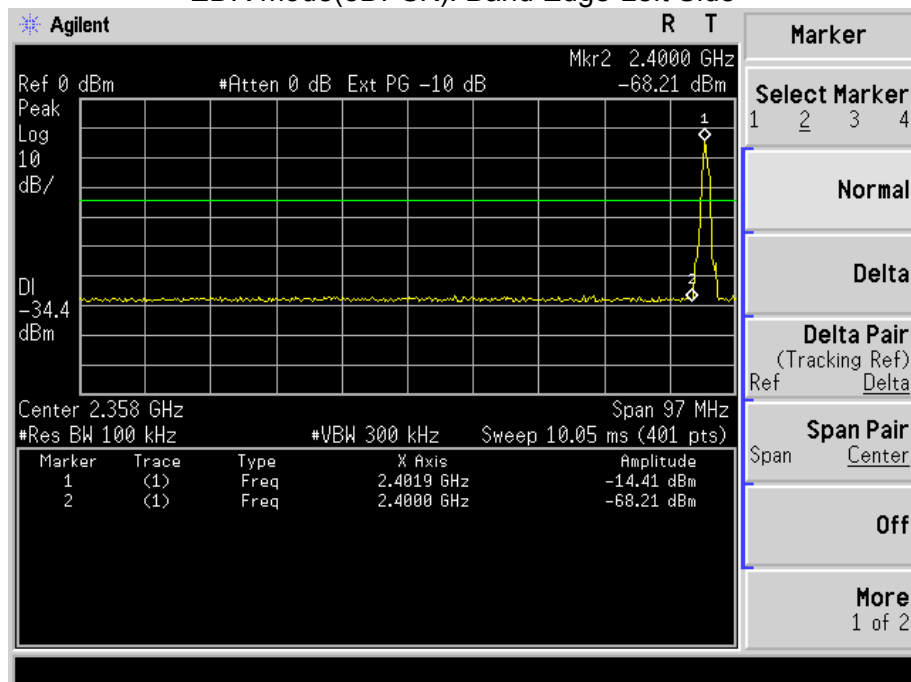 Agilent R T
Mkr2 2.4000 GHz
Ref 0 dBm #Atten 0 dB Ext PG -10 dB -68.21 dBm
Peak
Log
10
dB/
1
2
DI
-34.4
dBm
Center 2.358 GHz Span 97 MHz
#Res BW 100 kHz #VBW 300 kHz Sweep 10.05 ms (401 pts)
Marker Trace Type X Axis Amplitude
1 (1) Freq 2.4019 GHz -14.41 dBm
2 (1) Freq 2.4000 GHz -68.21 dBm
Marker
Select Marker
1 2 3 4
Normal
Delta
Delta Pair
(Tracking Ref)
Ref Delta
Span Pair
Span Center
Off
More
1 of 2